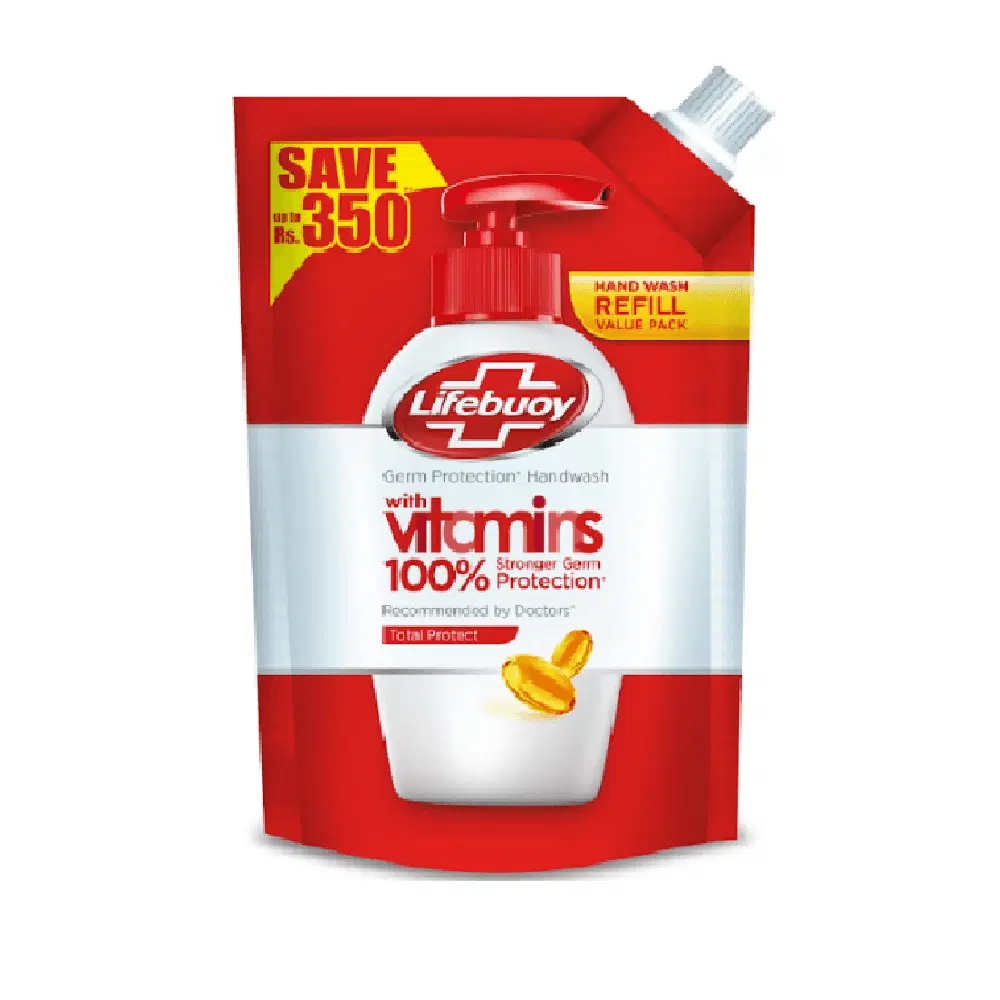 SAVE
up to
Rs. 350
HAND WASH
REFILL
VALUE PACK
Lifebuoy
Germ Protection* Handwash
with
vitamins
100% Stronger Germ
Protection*
Recommended by Doctors^
Total Protect